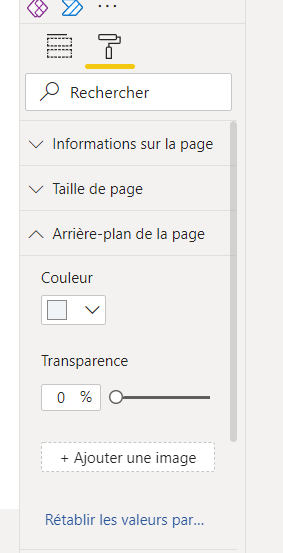 Rechercher
Informations sur la page
Taille de page
Arrière-plan de la page
Couleur
Transparence
0 %
+ Ajouter une image
Rétablir les valeurs par...